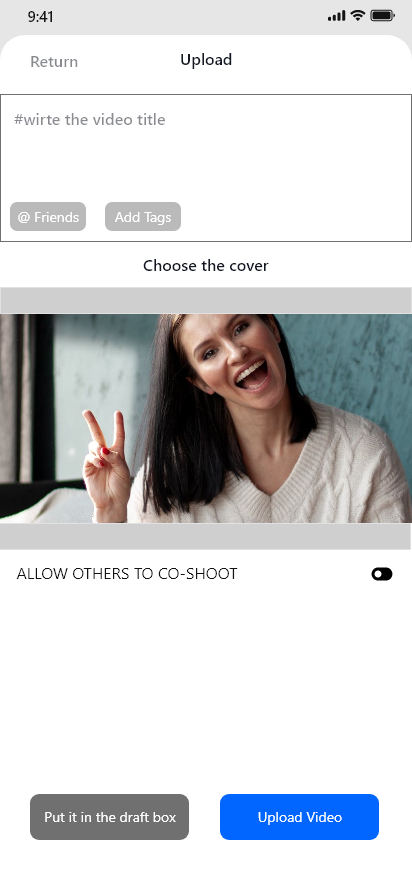 9:41
Return
Upload
#wirte the video title
@ Friends
Add Tags
Choose the cover
ALLOW OTHERS TO CO-SHOOT
Put it in the draft box
Upload Video